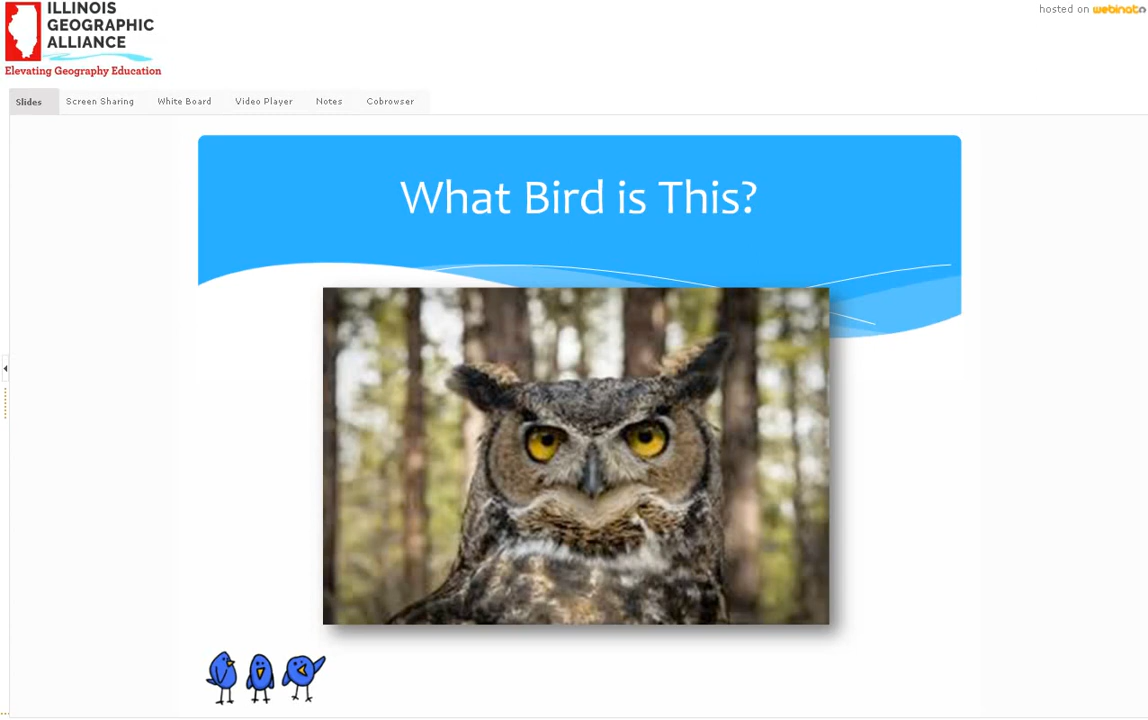 ILLINOIS
GEOGRAPHIC
ALLIANCE
Elevating Geography Education
hosted on webinato
Slides Screen Sharing White Board Video Player Notes Cobrowser
What Bird is This?